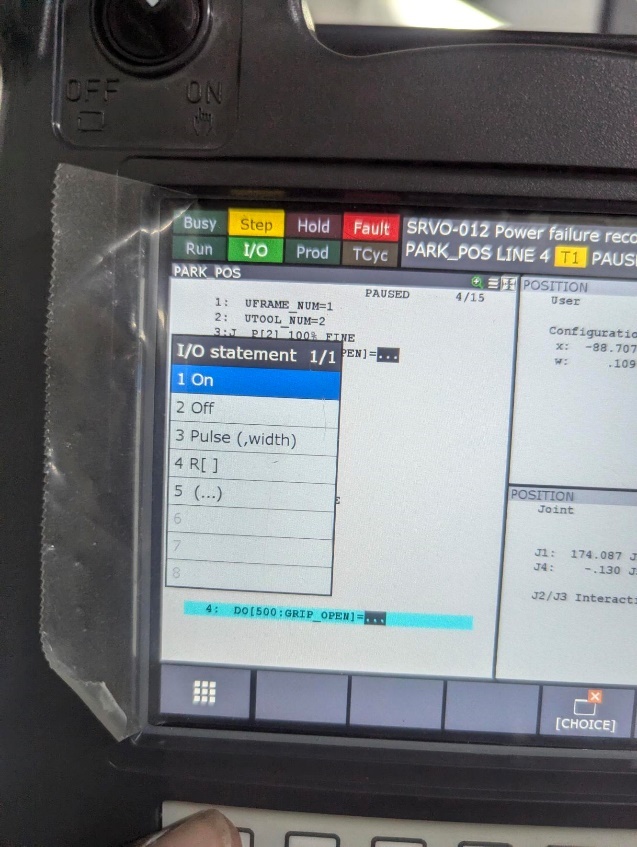 OFF ON
Busy Step Hold Fault SRVO-012 Power failure reco
Run I/O Prod TCyc PARK_POS LINE 4 T1 PAUS
PARK_POS
PAUSED 4/15
1: UFRAME_NUM=1
2: UTOOL_NUM=2
3:J P[2] 100% FINE
PEN]=...
I/O statement 1/1
1 On
2 Off
3 Pulse (,width)
4 R[ ]
5 (...)
6
7
8
E
4: DO[500:GRIP_OPEN]=...
POSITION
User
Configuratio
x: -88.707
w: .109
POSITION
Joint
J1: 174.087 J
J4: -.130 J
J2/J3 Interacti
[CHOICE]